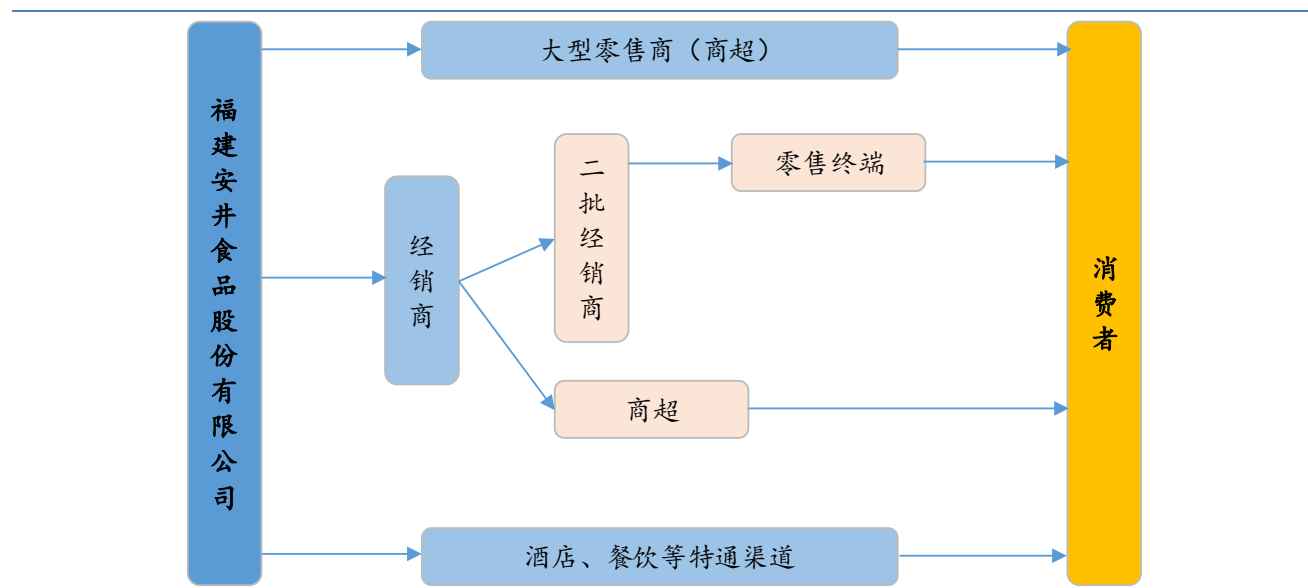 福建安井食品股份有限公司
大型零售商（商超）
经销商
二批经销商
零售终端
商超
酒店、餐饮等特通渠道
消费者